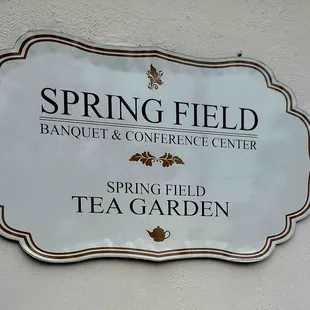 SPRING FIELD
BANQUET & CONFERENCE CENTER
SPRING FIELD
TEA GARDEN